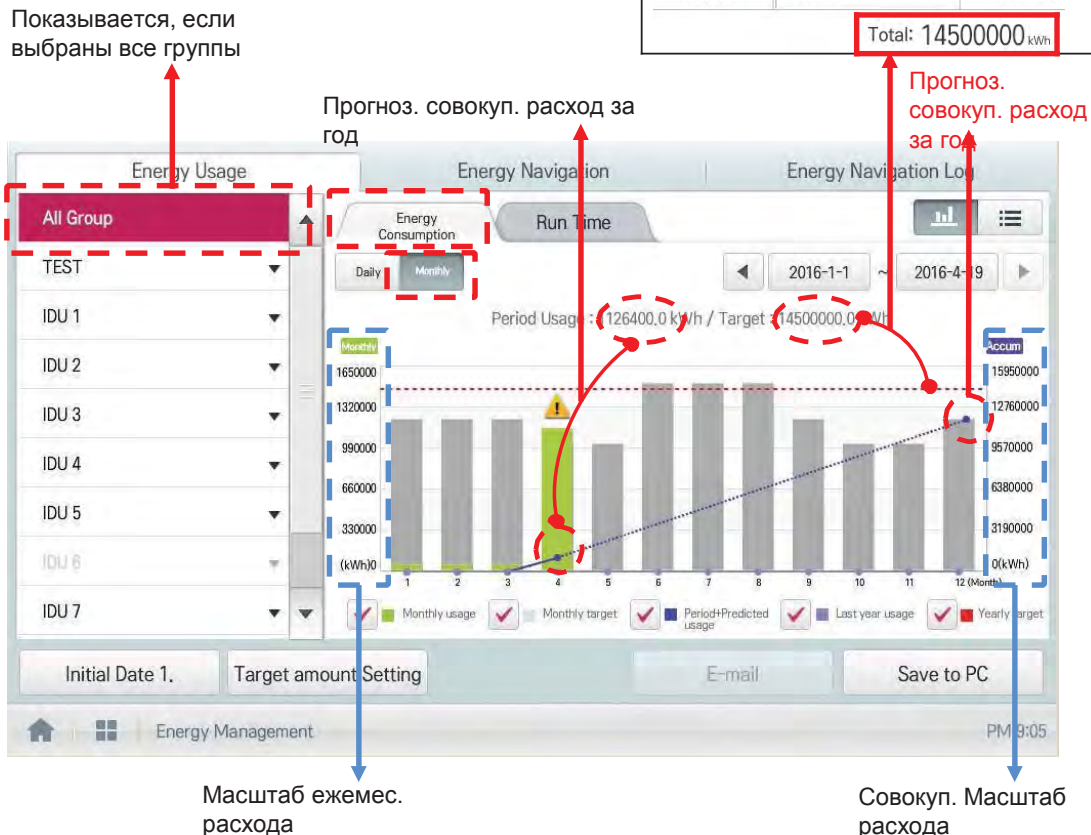 Показывается, если
выбраны все группы
Total: 14500000 kWh
Прогноз.
совокуп. расход
за год
Прогноз. совокуп. расход за
год
Energy Usage
Energy Navigation
Energy Navigation Log
All Group
TEST
IDU 1
IDU 2
IDU 3
IDU 4
IDU 5
IDU 6
IDU 7
Energy
Consumption
Run Time
Daily
Monthly
2016-1-1 ~ 2016-4-19
Period Usage : 126400.0 kWh / Target : 14500000.0 kWh
Monthly
1650000
1320000
990000
660000
330000
(kWh)0
Accum
15950000
12760000
9570000
6380000
3190000
0(kWh)
1 2 3 4 5 6 7 8 9 10 11 12 (Month)
Monthly usage
Monthly target
Period+Predicted
usage
Last year usage
Yearly target
Initial Date 1.
Target amount Setting
E-mail
Save to PC
Energy Management
PM 9:05
Масштаб ежемес.
расхода
Совокуп. Масштаб
расхода